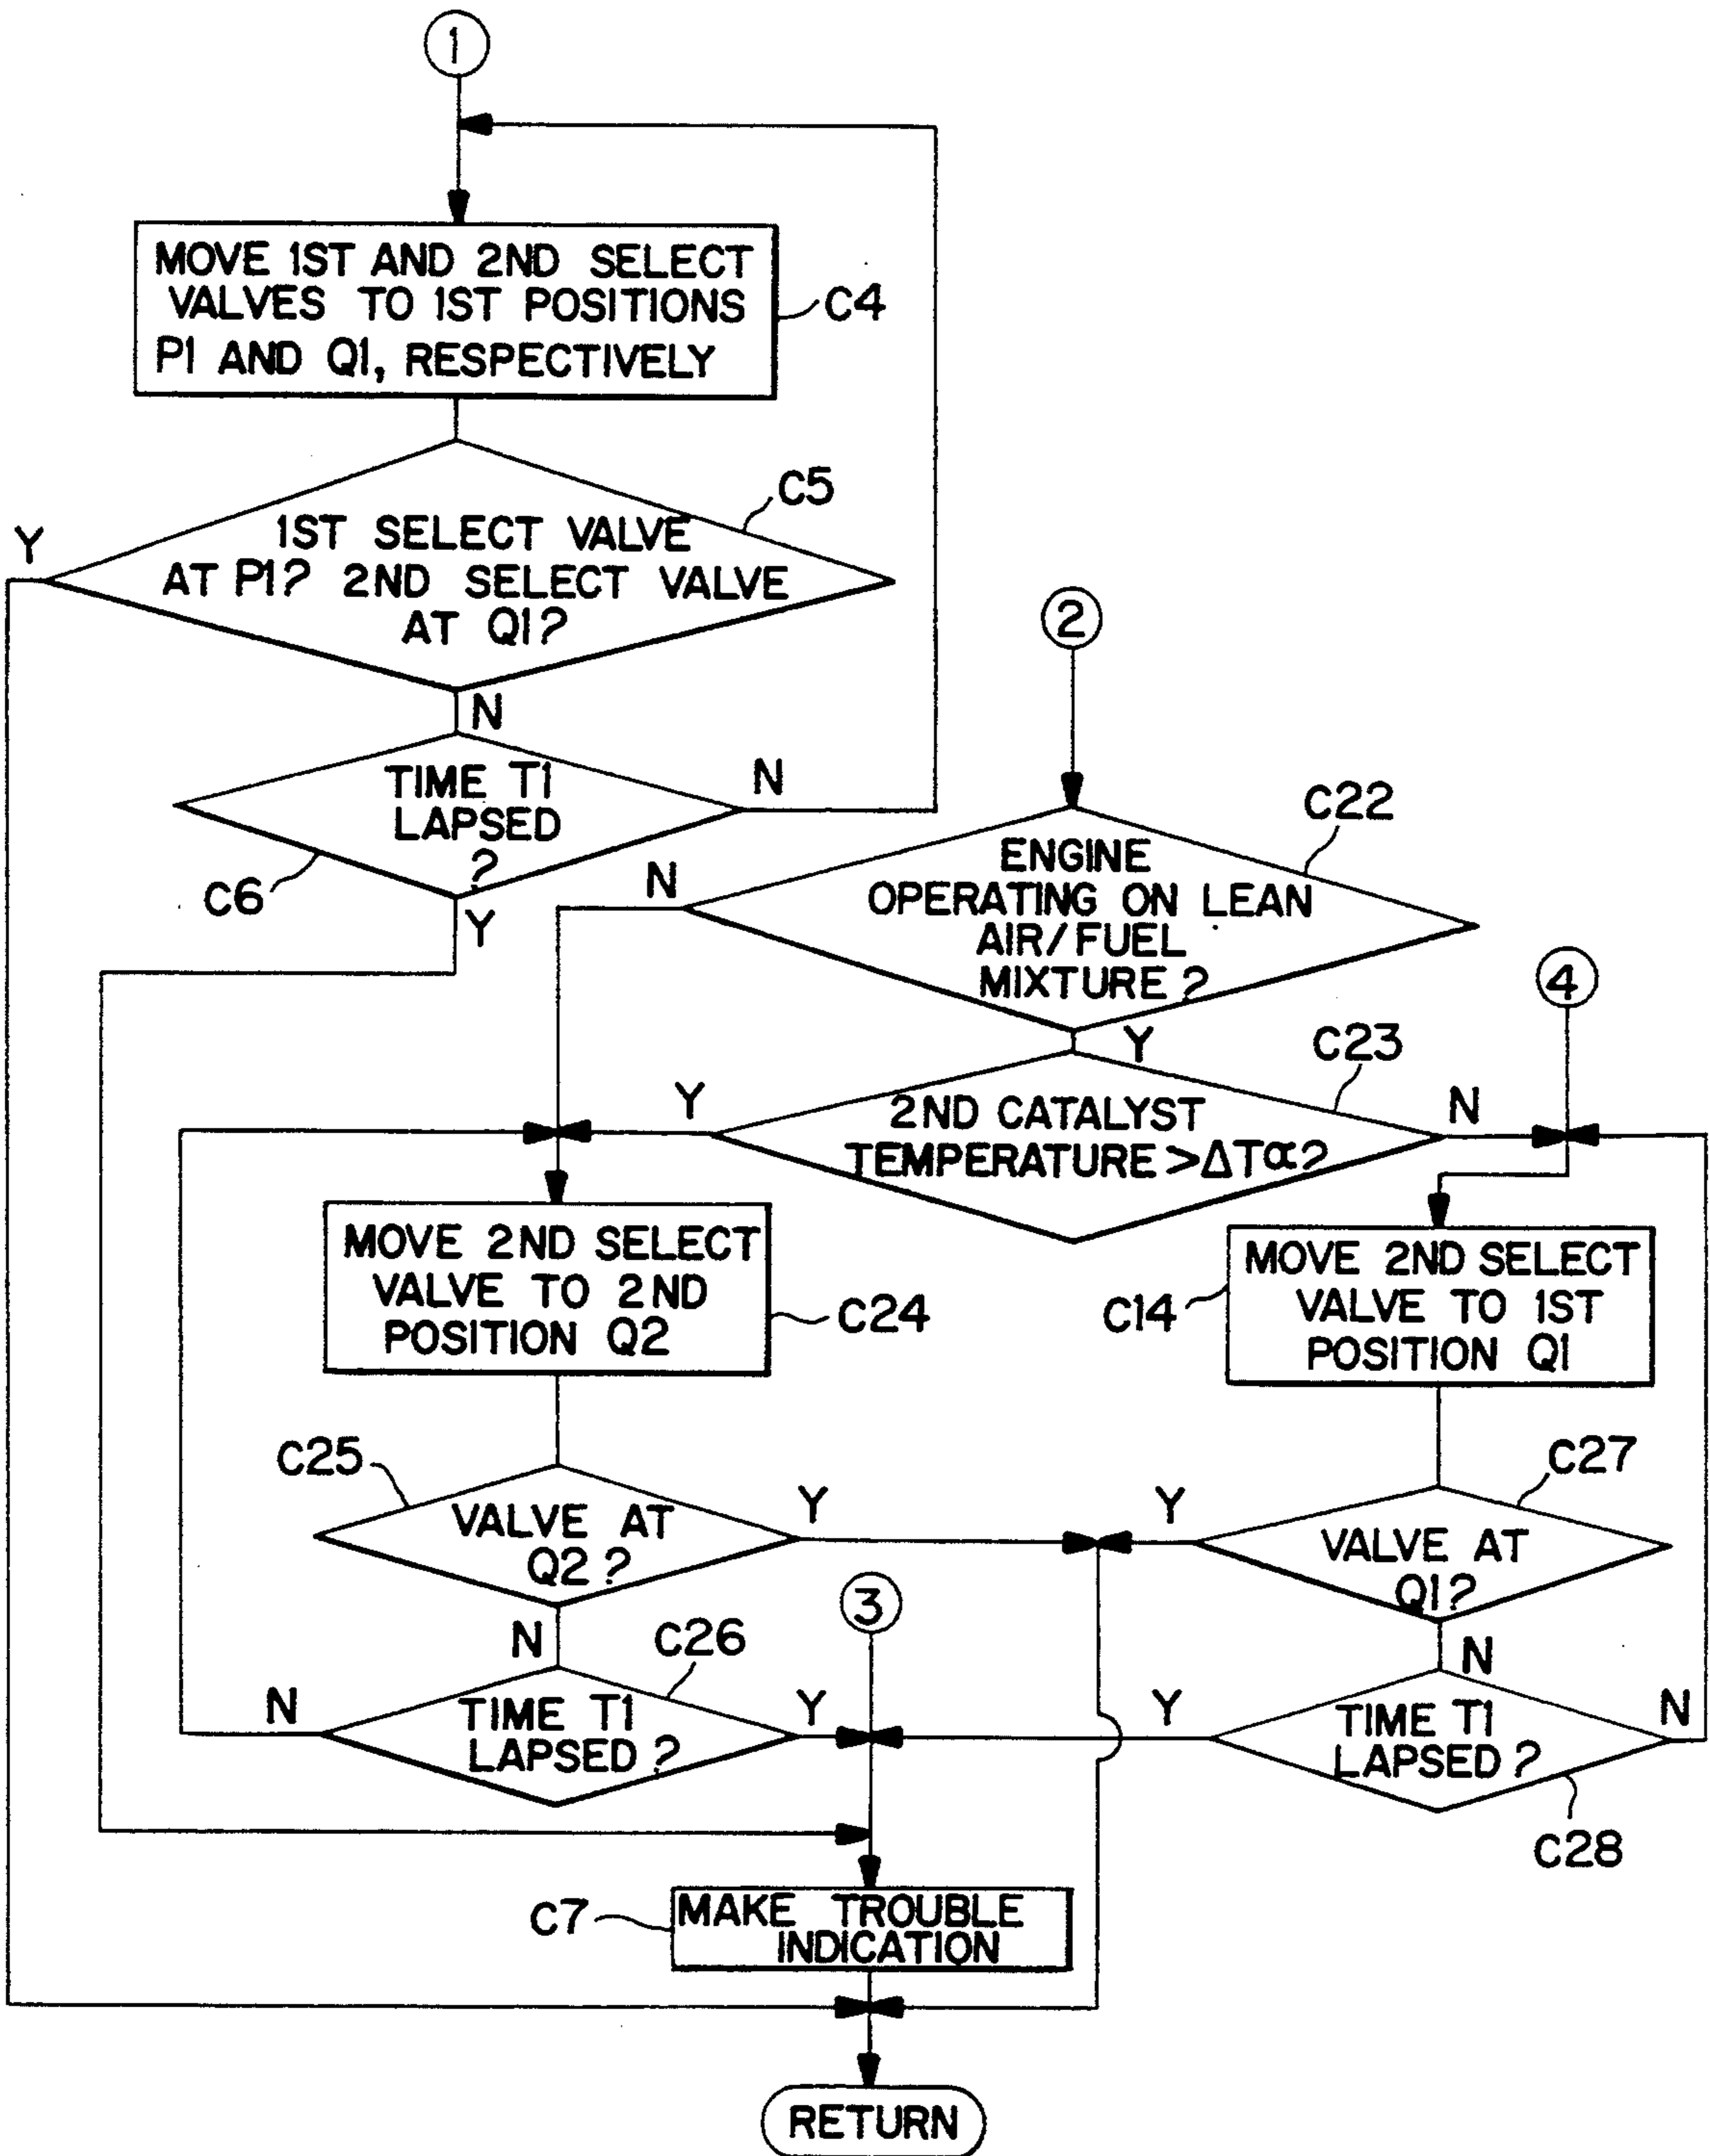 1
MOVE 1ST AND 2ND SELECT
VALVES TO 1ST POSITIONS
P1 AND Q1, RESPECTIVELY
C4
C5
Y
1ST SELECT VALVE
AT P1? 2ND SELECT VALVE
AT Q1?
N
TIME T1
LAPSED
?
N
C6
Y
2
C22
N
ENGINE
OPERATING ON LEAN
AIR/FUEL
MIXTURE?
Y
4
C23
Y
2ND CATALYST
TEMPERATURE>ΔTα?
N
MOVE 2ND SELECT
VALVE TO 2ND
POSITION Q2
C24
C14
MOVE 2ND SELECT
VALVE TO 1ST
POSITION Q1
C25
VALVE AT
Q2?
Y
N
C27
Y
VALVE AT
Q1?
N
3
C26
N
TIME T1
LAPSED?
Y
Y
TIME T1
LAPSED?
N
C28
C7
MAKE TROUBLE
INDICATION
RETURN